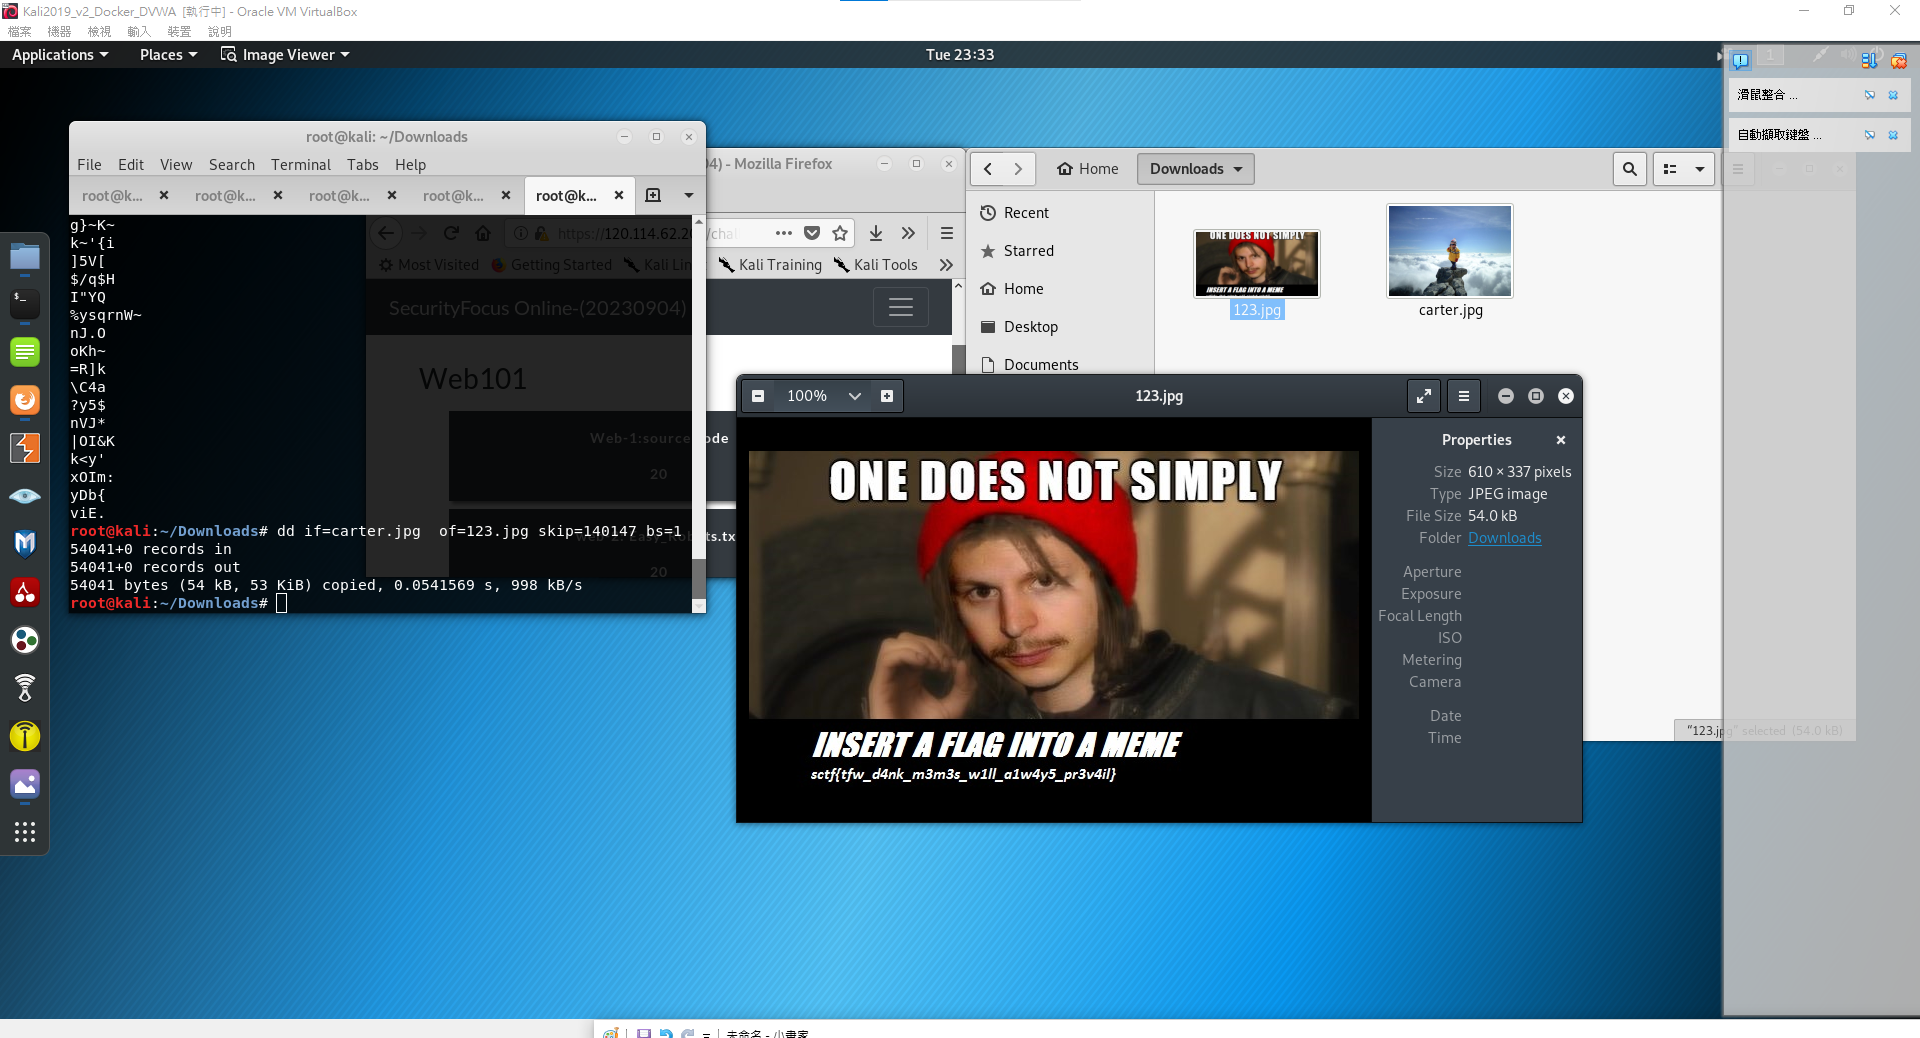 Kali2019_v2_Docker_DVWA [執行中] - Oracle VM VirtualBox
檔案 機器 檢視 輸入 裝置 說明
Applications Places Image Viewer Tue 23:33 1
滑鼠整合 ...
自動擷取鍵盤 ...
root@kali: ~/Downloads
File Edit View Search Terminal Tabs Help
root@k... root@k... root@k... root@k... root@k...
g}~K~
k~'{i
]5V[
$/q$H
I"YQ
%ysqrnW~
nJ.O
oKh~
=R]k
\C4a
?y5$
nVJ*
|OI&K
k<y'
xOIm:
yDb{
viE.
root@kali:~/Downloads# dd if=carter.jpg  of=123.jpg skip=140147 bs=1
54041+0 records in
54041+0 records out
54041 bytes (54 kB, 53 KiB) copied, 0.0541569 s, 998 kB/s
root@kali:~/Downloads#
04) - Mozilla Firefox
https://120.114.62.20 /chal
Most Visited Getting Started Kali Lin Kali Training Kali Tools
SecurityFocus Online-(20230904)
Web101
Web-1:source code
20
20
Home Downloads
Recent
Starred
Home
Desktop
Documents
123.jpg
carter.jpg
"123.jpg" selected (54.0 kB)
100% 123.jpg
ONE DOES NOT SIMPLY
INSERT A FLAG INTO A MEME
sctf{tfw_d4nk_m3m3s_w1ll_a1w4y5_pr3v4il}
Properties
Size 610 × 337 pixels
Type JPEG image
File Size 54.0 kB
Folder Downloads
Aperture
Exposure
Focal Length
ISO
Metering
Camera
Date
Time
未命名 - 小畫家